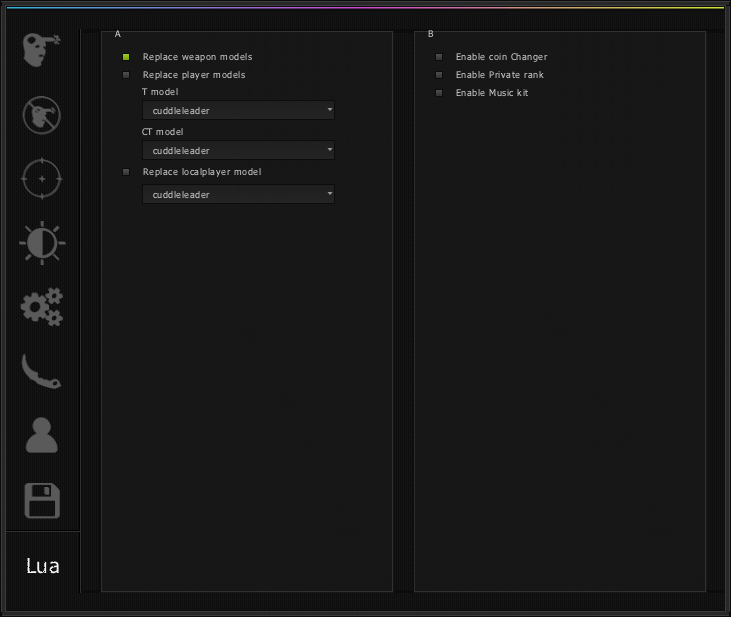 A
Replace weapon models
Replace player models
T model
cuddleleader
CT model
cuddleleader
Replace localplayer model
cuddleleader
B
Enable coin Changer
Enable Private rank
Enable Music kit
Lua